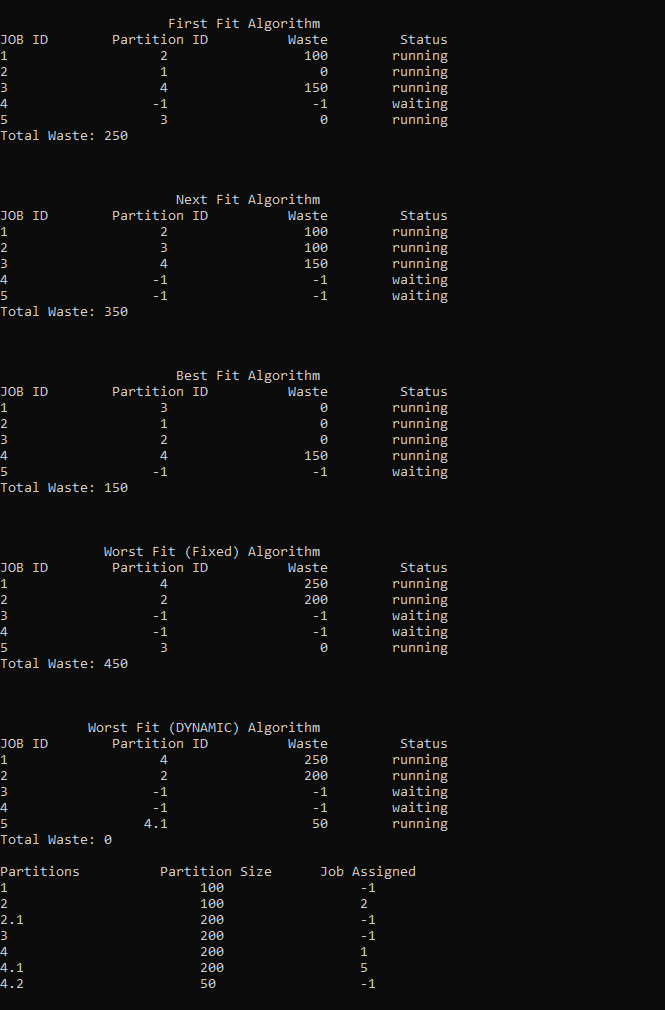 First Fit Algorithm
JOB ID Partition ID Waste Status
1 2 100 running
2 1 0 running
3 4 150 running
4 -1 -1 waiting
5 3 0 running
Total Waste: 250
Next Fit Algorithm
JOB ID Partition ID Waste Status
1 2 100 running
2 3 100 running
3 4 150 running
4 -1 -1 waiting
5 -1 -1 waiting
Total Waste: 350
Best Fit Algorithm
JOB ID Partition ID Waste Status
1 3 0 running
2 1 0 running
3 2 0 running
4 4 150 running
5 -1 -1 waiting
Total Waste: 150
Worst Fit (Fixed) Algorithm
JOB ID Partition ID Waste Status
1 4 250 running
2 2 200 running
3 -1 -1 waiting
4 -1 -1 waiting
5 3 0 running
Total Waste: 450
Worst Fit (DYNAMIC) Algorithm
JOB ID Partition ID Waste Status
1 4 250 running
2 2 200 running
3 -1 -1 waiting
4 -1 -1 waiting
5 4.1 50 running
Total Waste: 0
Partitions Partition Size Job Assigned
1 100 -1
2 100 2
2.1 200 -1
3 200 -1
4 200 1
4.1 200 5
4.2 50 -1